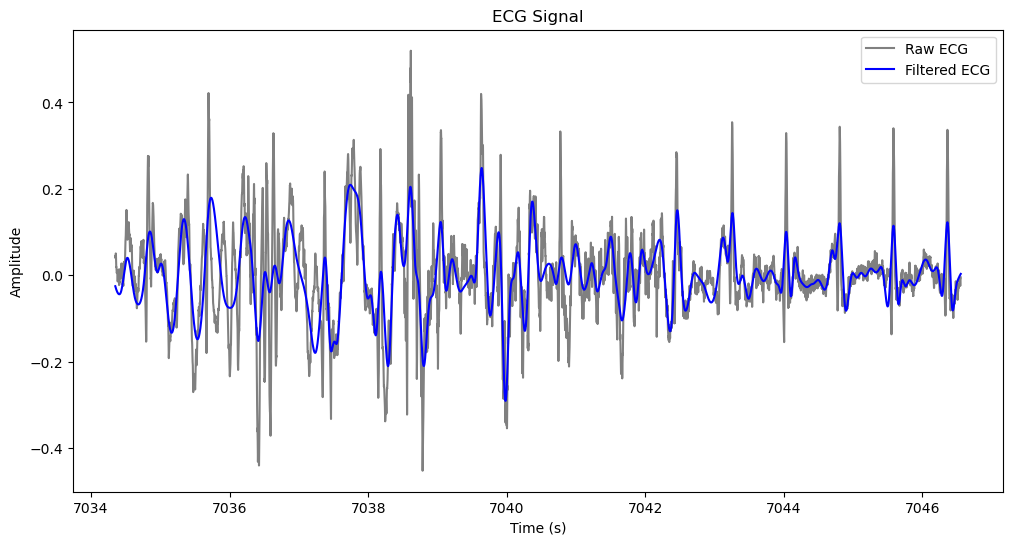 ECG Signal
Raw ECG
Filtered ECG
Amplitude
0.4
0.2
0.0
−0.2
−0.4
7034 7036 7038 7040 7042 7044 7046
Time (s)